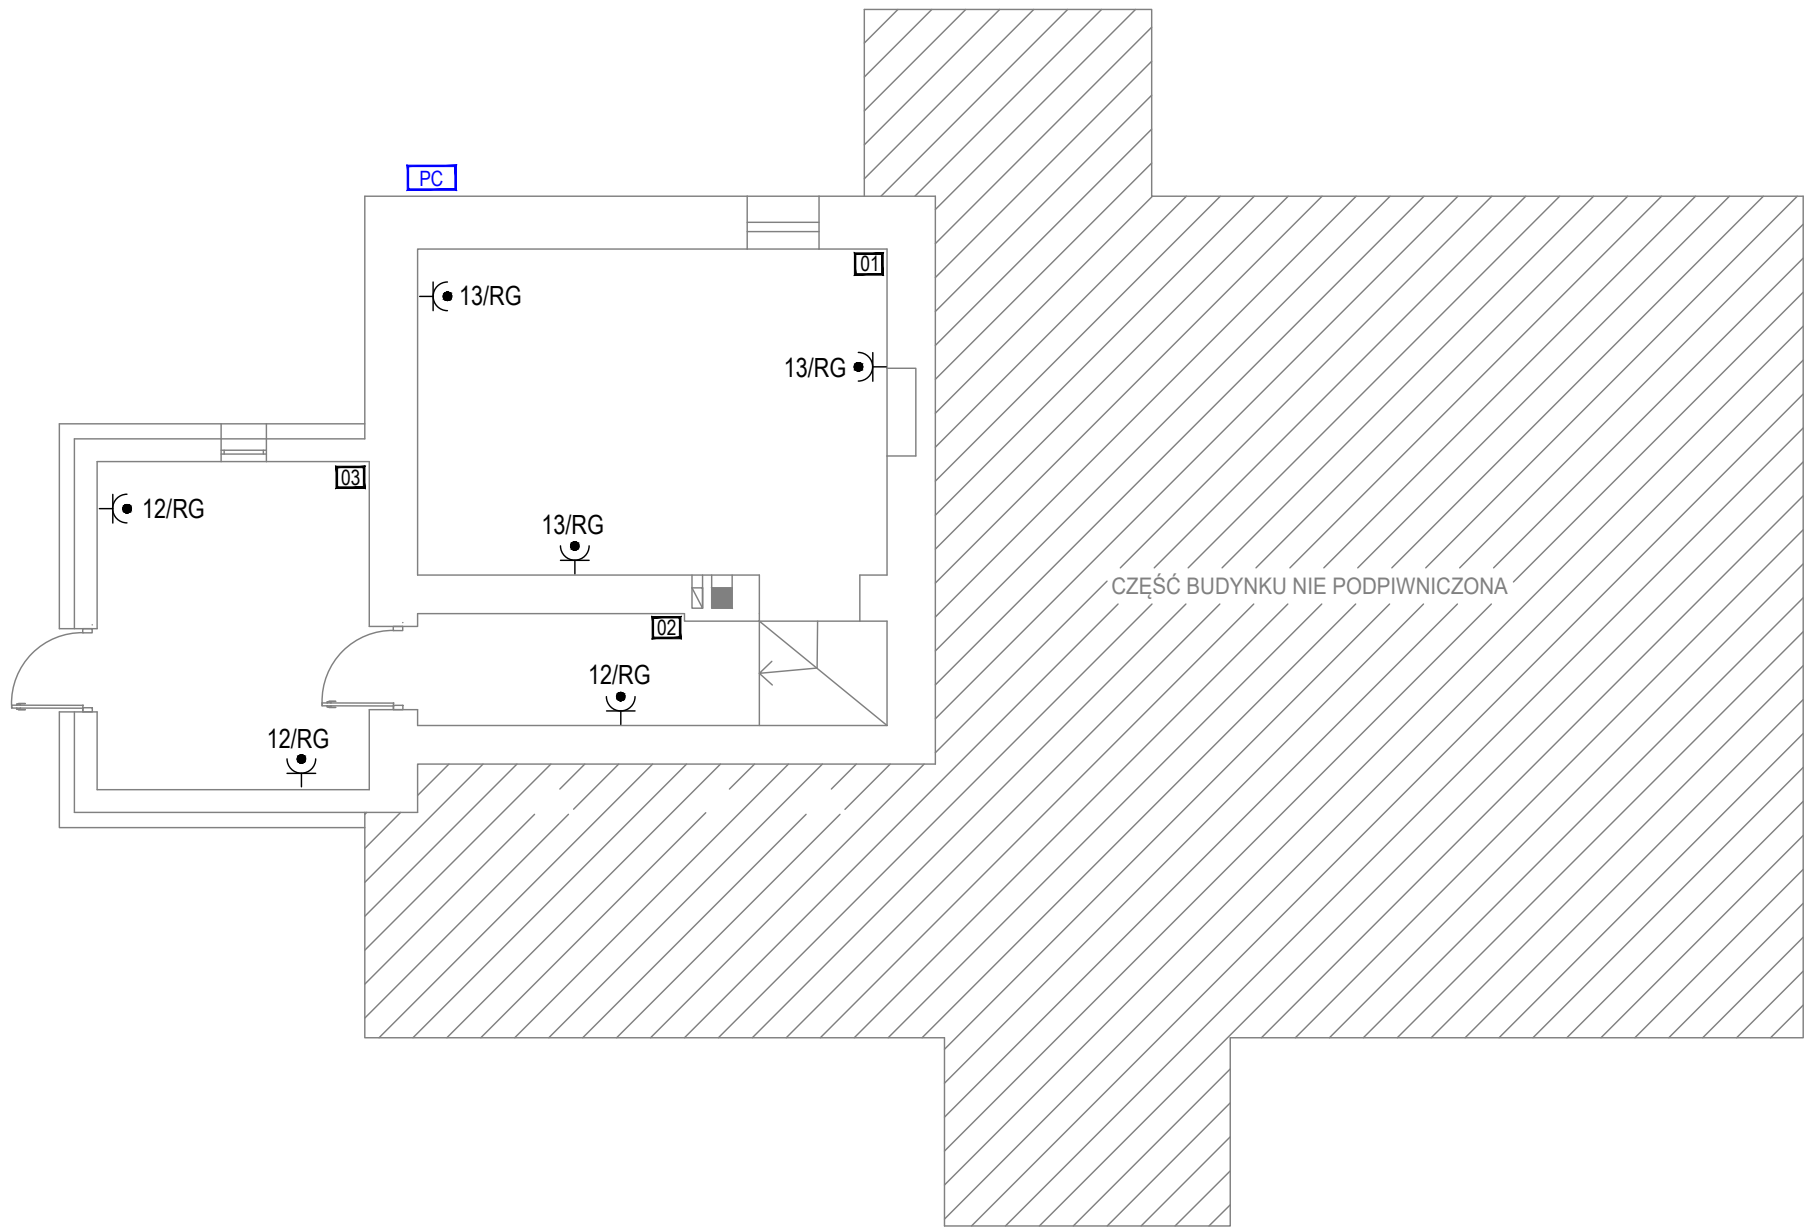 PC
01
13/RG
13/RG
03
12/RG
13/RG
CZĘŚĆ BUDYNKU NIE PODPIWNICZONA
02
12/RG
12/RG